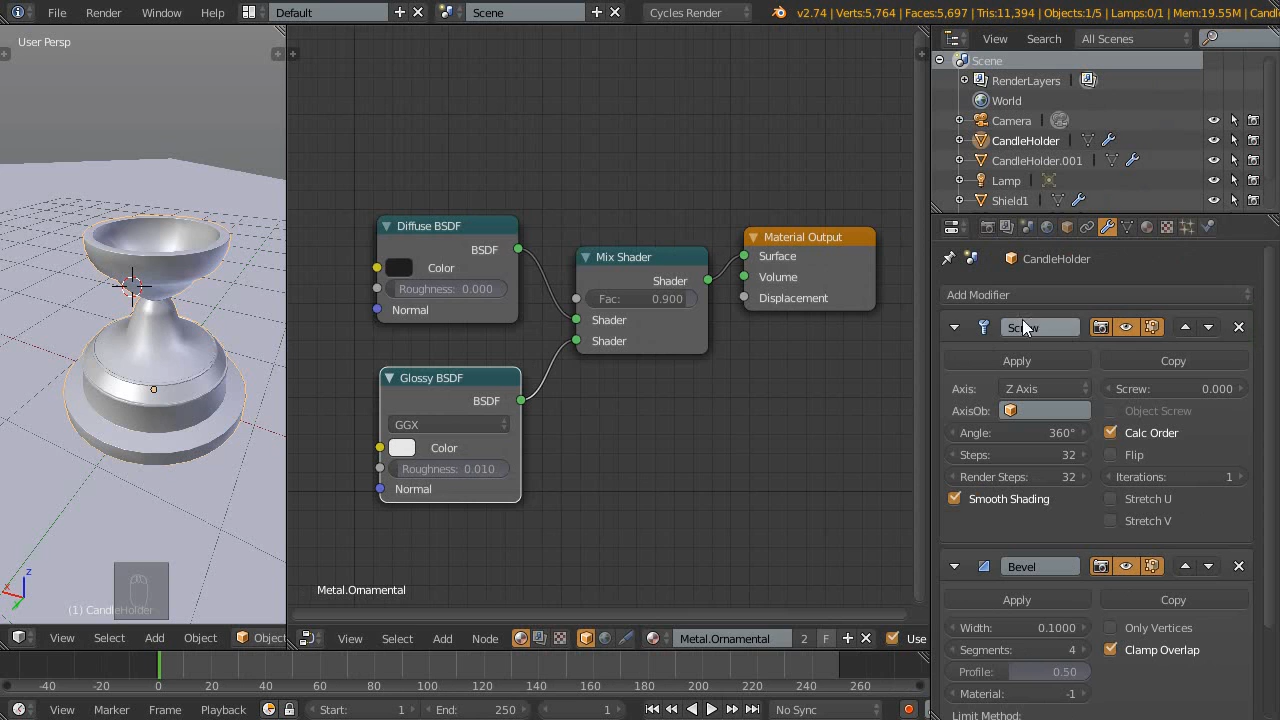 File Render Window Help Default Scene Cycles Render v2.74 | Verts:5,764 | Faces:5,697 | Tris:11,394 | Objects:1/5 | Lamps:0/1 | Mem:19.55M |
User Persp
View Search All Scenes
Scene
RenderLayers
World
Camera
CandleHolder
CandleHolder.001
Lamp
Shield1
Diffuse BSDF
BSDF
Color
Roughness: 0.000
Normal
Glossy BSDF
BSDF
GGX
Color
Roughness: 0.010
Normal
Mix Shader
Shader
Fac: 0.900
Shader
Shader
Material Output
Surface
Volume
Displacement
Metal.Ornamental
CandleHolder
Add Modifier
Apply Copy
Axis: Z Axis Screw: 0.000
AxisOb: Object Screw
Angle: 360° Calc Order
Steps: 32 Flip
Render Steps: 32 Iterations: 1
Smooth Shading Stretch U
Stretch V
Bevel
Apply Copy
Width: 0.1000 Only Vertices
Segments: 4 Clamp Overlap
Profile: 0.50
Material: -1
Limit Method:
(1) CandleHolder
z
x
View Select Add Object Object
View Select Add Node Metal.Ornamental 2 F Use
-40 -20 0 20 40 60 80 100 120 140 160 180 200 220 240 260
View Marker Frame Playback Start: 1 End: 250 1 No Sync